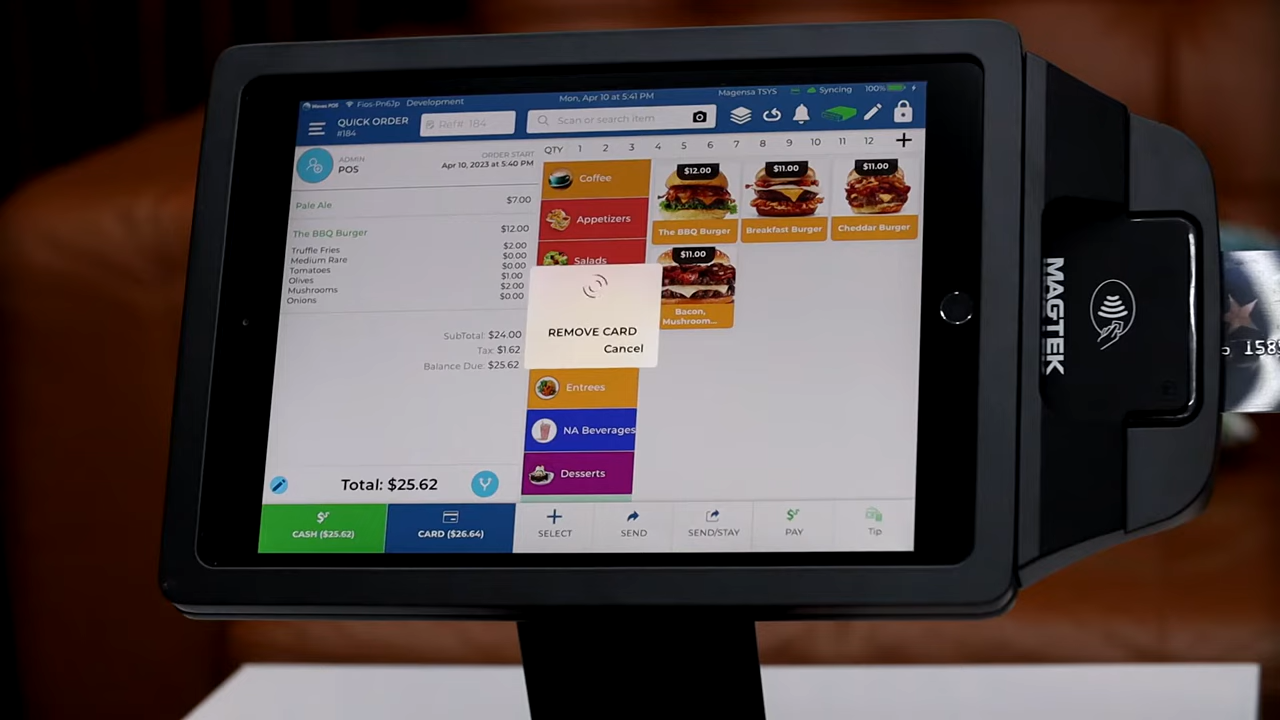 Fios-Pn6Jp Development
Mon, Apr 10 at 5:41 PM
Magensa TSYS
Syncing
100%
QUICK ORDER
#184
Ref# 184
Scan or search item
ADMIN
POS
ORDER START
Apr 10, 2023 at 5:40 PM
QTY 1 2 3 4 5 6 7 8 9 10 11 12
Pale Ale $7.00
The BBQ Burger $12.00
Truffle Fries $2.00
Medium Rare $0.00
Tomatoes $0.00
Olives $1.00
Mushrooms $2.00
Onions $0.00
SubTotal: $24.00
Tax: $1.62
Balance Due: $25.62
Coffee
Appetizers
Salads
Entrees
NA Beverages
Desserts
$12.00
The BBQ Burger
$11.00
Breakfast Burger
$11.00
Cheddar Burger
$11.00
Bacon,
Mushroom...
REMOVE CARD
Cancel
Total: $25.62
CASH ($25.62)
CARD ($26.64)
SELECT
SEND
SEND/STAY
PAY
Tip
MAGTEK